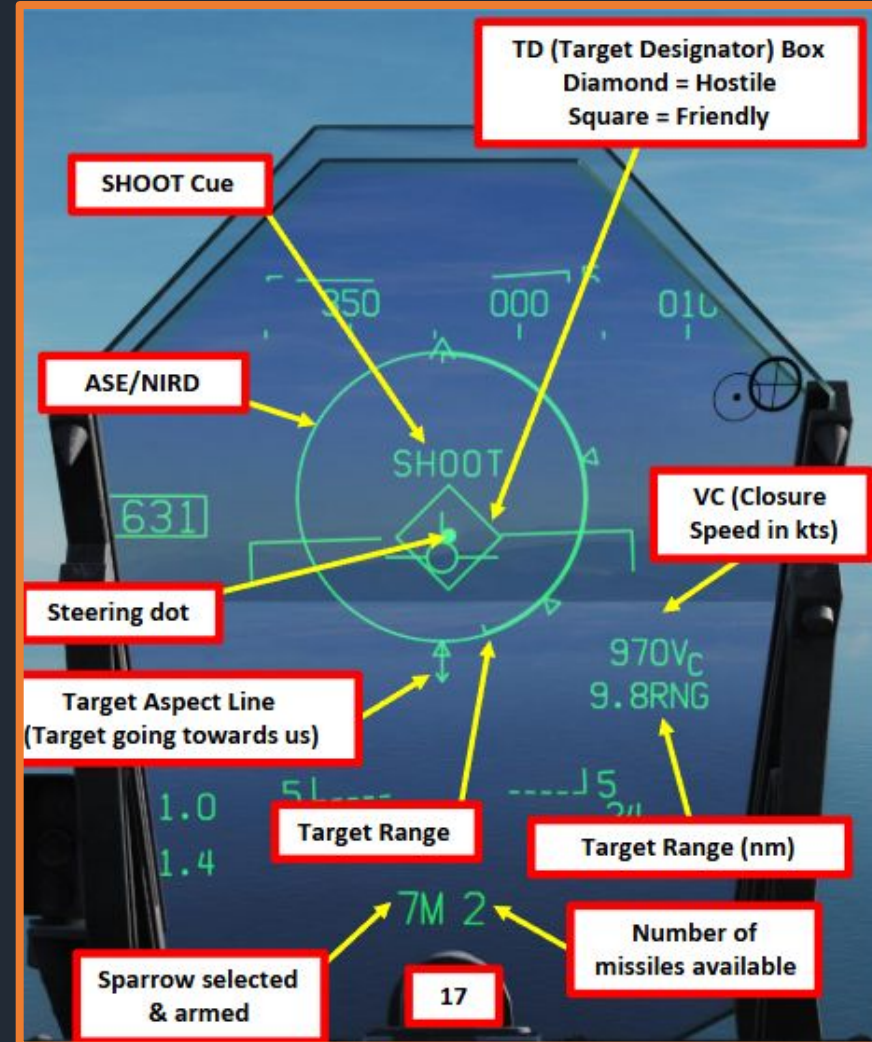 TD (Target Designator) Box
Diamond = Hostile
Square = Friendly
SHOOT Cue
350
000
010
ASE/NIRD
SHOOT
631
VC (Closure
Speed in kts)
Steering dot
970VC
9.8RNG
Target Aspect Line
(Target going towards us)
1.0
5
5
Target Range
Target Range (nm)
1.4
7M 2
Number of
missiles available
Sparrow selected
& armed
17